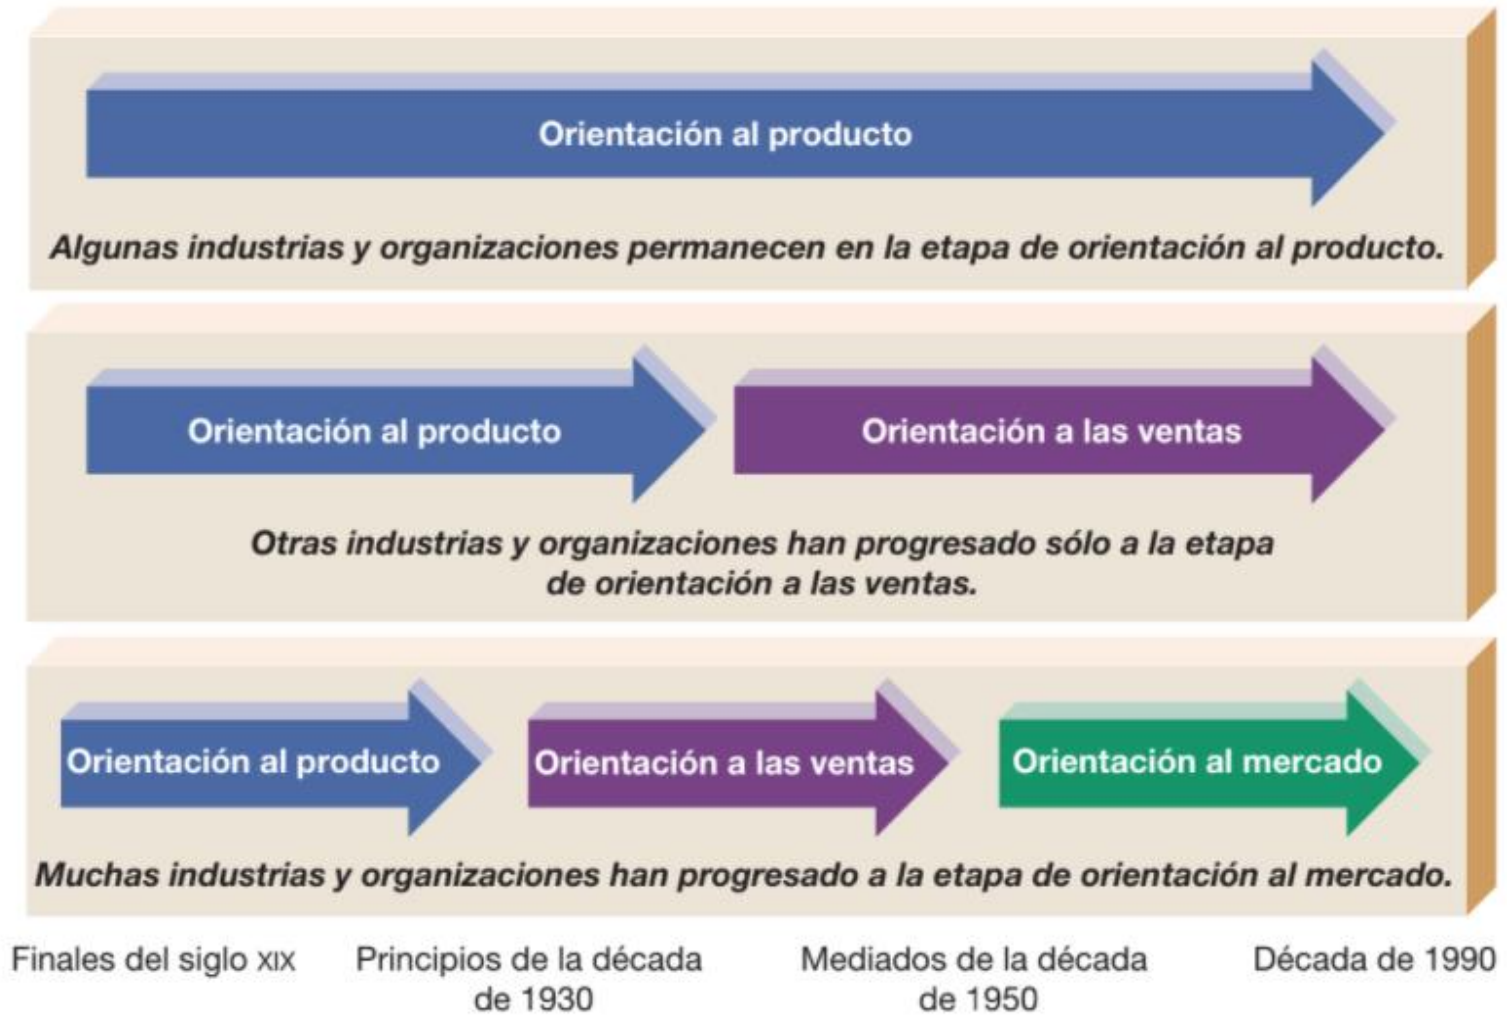 Orientación al producto
Algunas industrias y organizaciones permanecen en la etapa de orientación al producto.
Orientación al producto
Orientación a las ventas
Otras industrias y organizaciones han progresado sólo a la etapa
de orientación a las ventas.
Orientación al producto
Orientación a las ventas
Orientación al mercado
Muchas industrias y organizaciones han progresado a la etapa de orientación al mercado.
Finales del siglo XIX
Principios de la década
de 1930
Mediados de la década
de 1950
Década de 1990